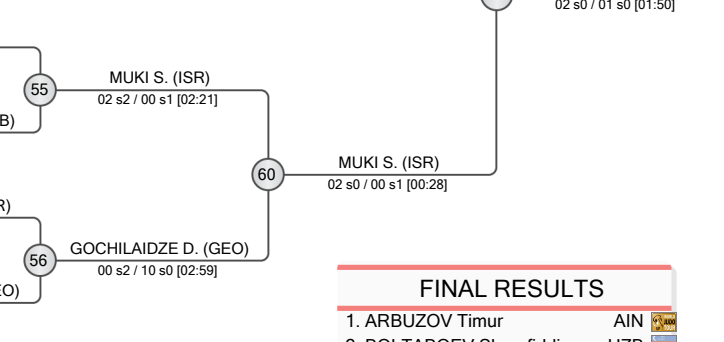 02 s0 / 01 s0 [01:50]
55
MUKI S. (ISR)
02 s2 / 00 s1 [02:21]
B)
60
MUKI S. (ISR)
02 s0 / 00 s1 [00:28]
R)
56
GOCHILAIDZE D. (GEO)
00 s2 / 10 s0 [02:59]
EO)
FINAL RESULTS
1. ARBUZOV Timur AIN